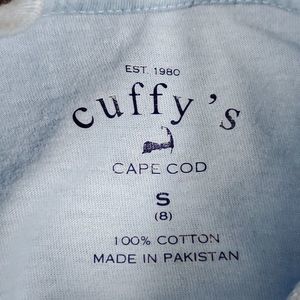 EST. 1980
cuffy's
CAPE COD
S
(8)
100% COTTON
MADE IN PAKISTAN